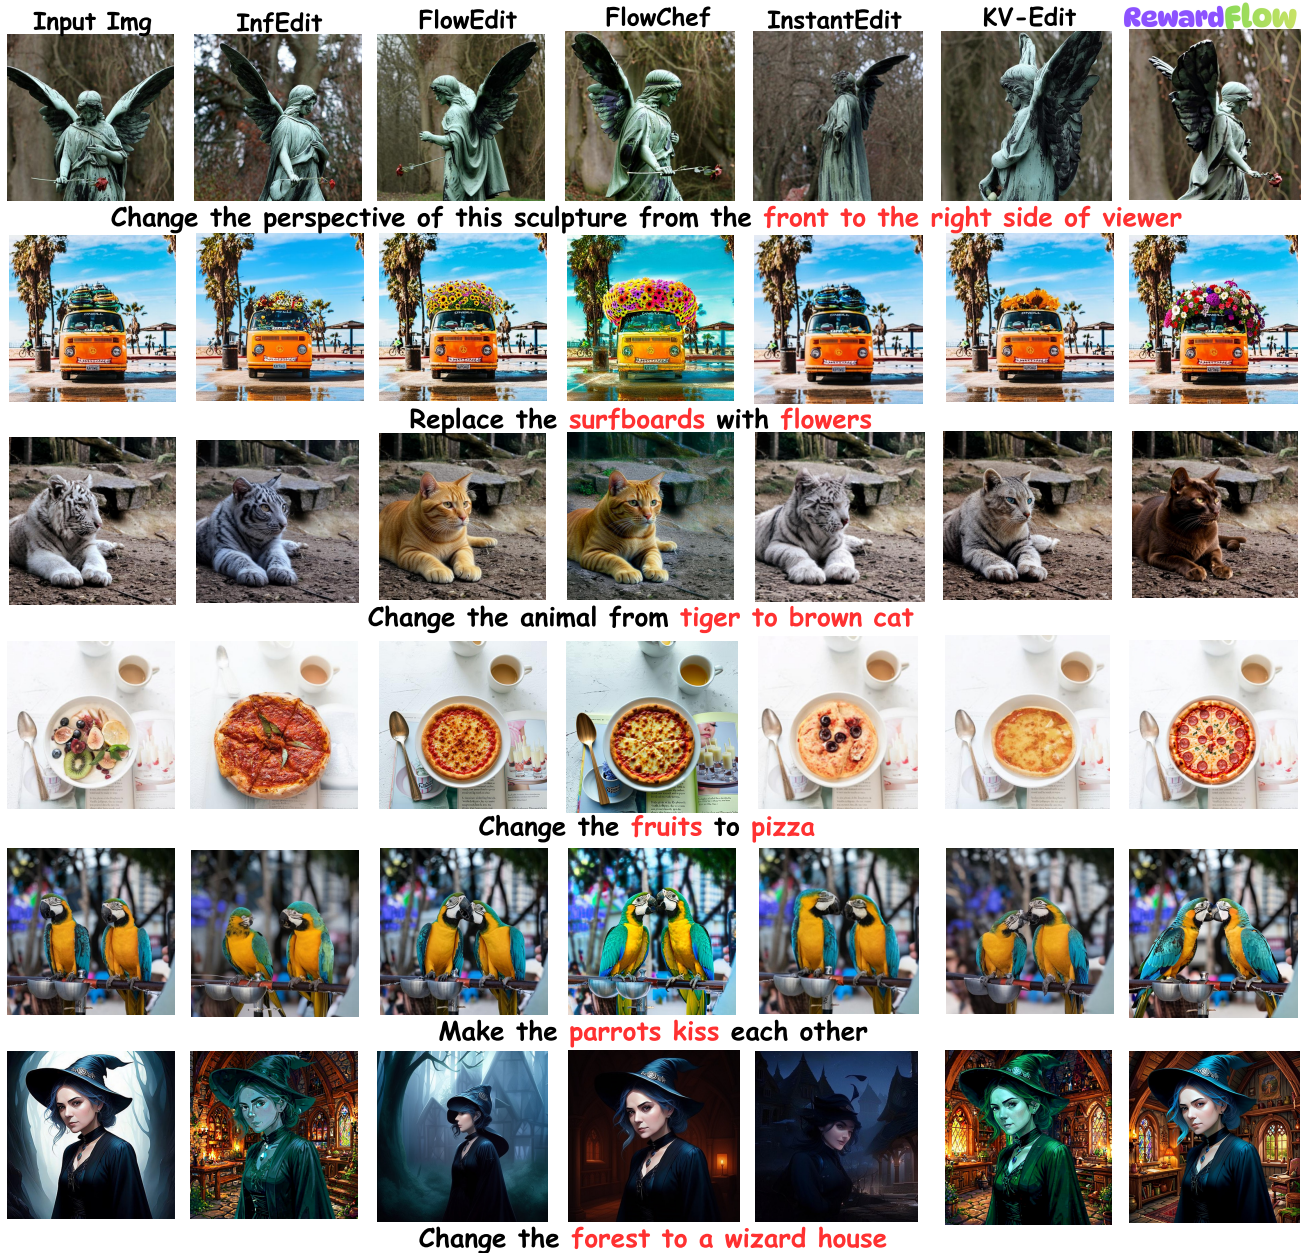 Input Img InfEdit FlowEdit FlowChef InstantEdit KV-Edit RewardFlow
Change the perspective of this sculpture from the front to the right side of viewer
Replace the surfboards with flowers
Change the animal from tiger to brown cat
Change the fruits to pizza
Make the parrots kiss each other
Change the forest to a wizard house